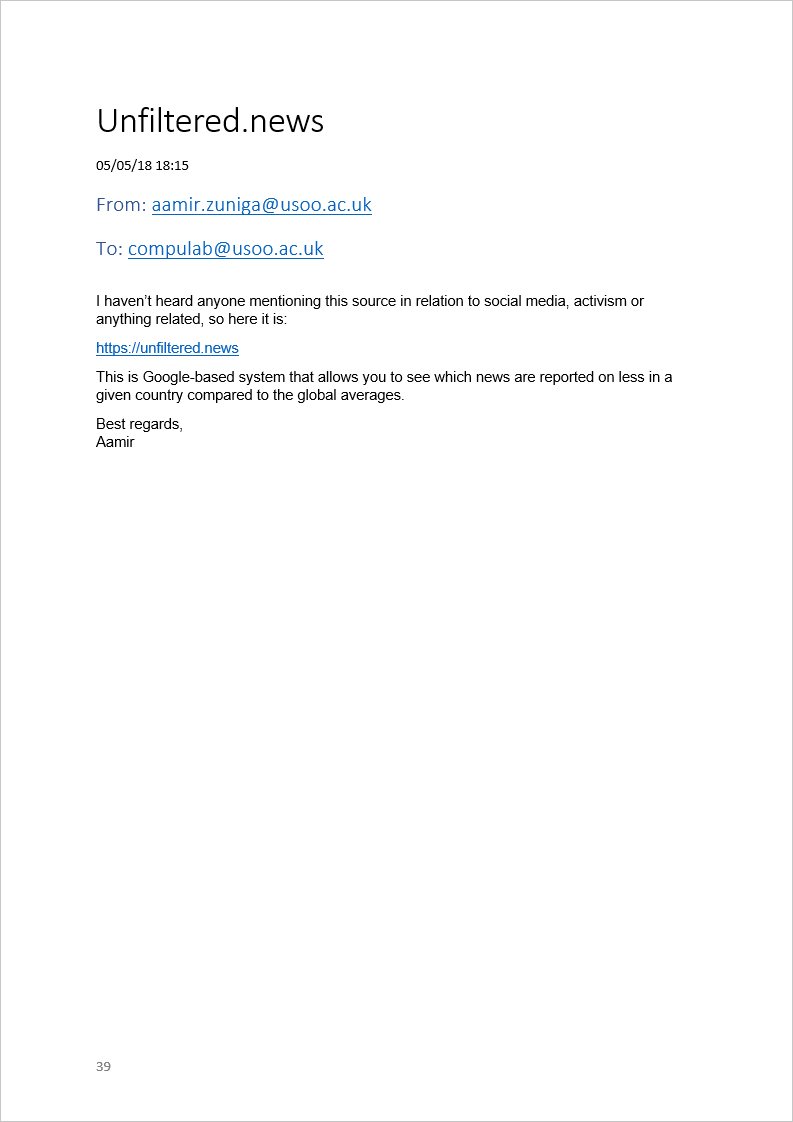 Unfiltered.news
05/05/18 18:15
From: aamir.zuniga@usoo.ac.uk
To: compulab@usoo.ac.uk
I haven’t heard anyone mentioning this source in relation to social media, activism or
anything related, so here it is:
https://unfiltered.news
This is Google-based system that allows you to see which news are reported on less in a
given country compared to the global averages.
Best regards,
Aamir
39